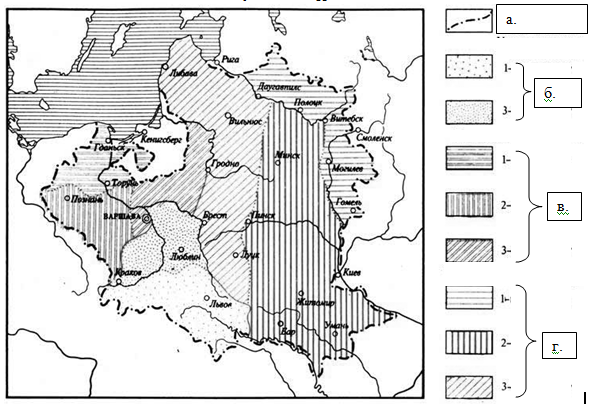 а.
Рига
Либава
Даугавпилс
Полоцк
1-
Витебск
б.
Вильнюс
Смоленск
3-
Кенигсберг
Гданьск
Минск
Гродно
Могилев
1-
Торунь
Познань
Гомель
2-
в.
ВАРШАВА
Брест
Пинск
3-
Люблин
Луцк
Краков
Киев
1-
Львов
Житомир
Бар
Умань
2-
г.
3-